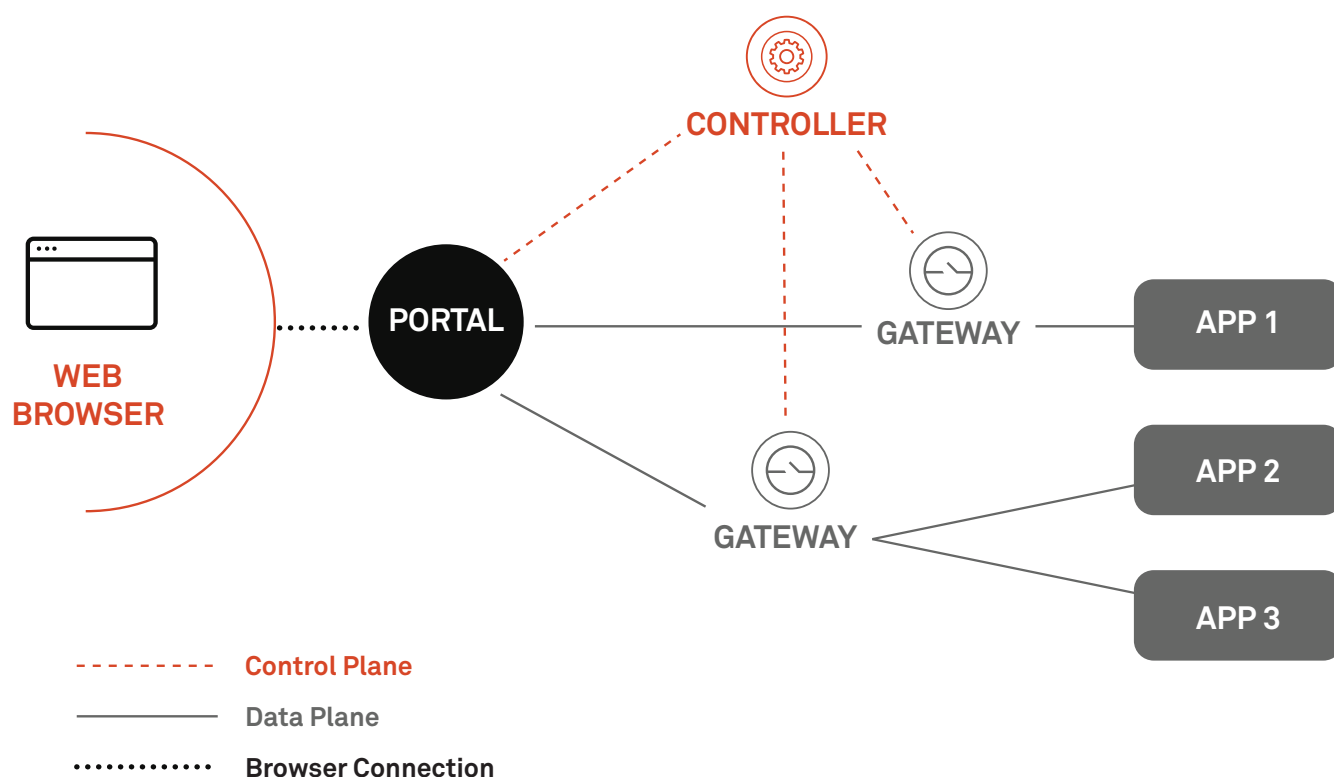 CONTROLLER
PORTAL
GATEWAY
APP 1
WEB
BROWSER
APP 2
GATEWAY
APP 3
Control Plane
Data Plane
Browser Connection